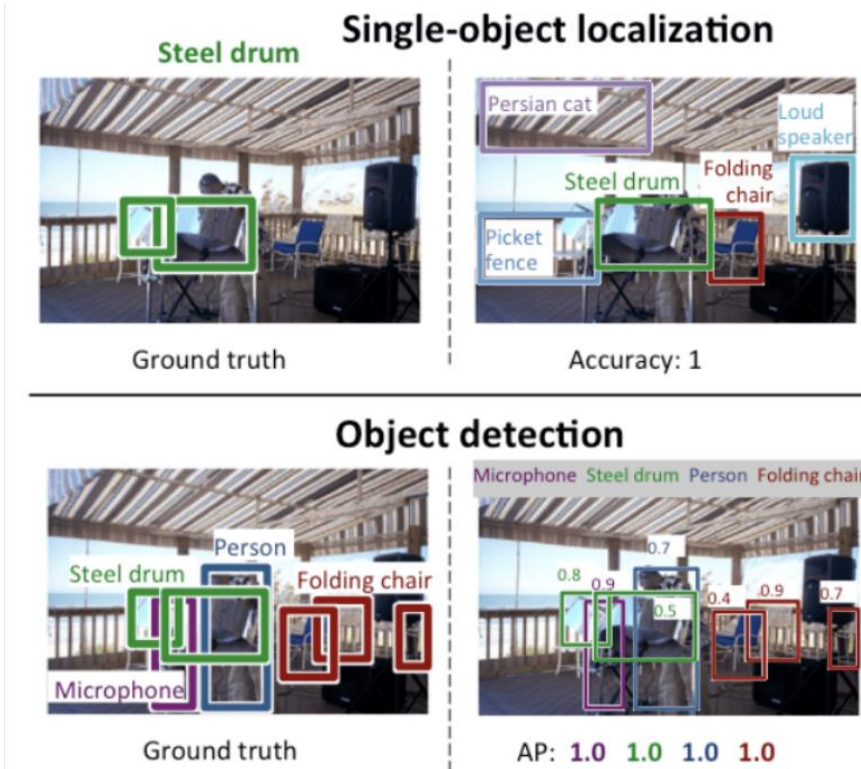 Single-object localization
Steel drum
Persian cat
Loud
speaker
Steel drum
Folding
chair
Picket
fence
Ground truth
Accuracy: 1
Object detection
Person
Steel drum
Folding chair
Microphone
Microphone Steel drum Person Folding chair
0.7
0.8
0.9
0.5
0.4
0.9
0.7
Ground truth
AP: 1.0 1.0 1.0 1.0